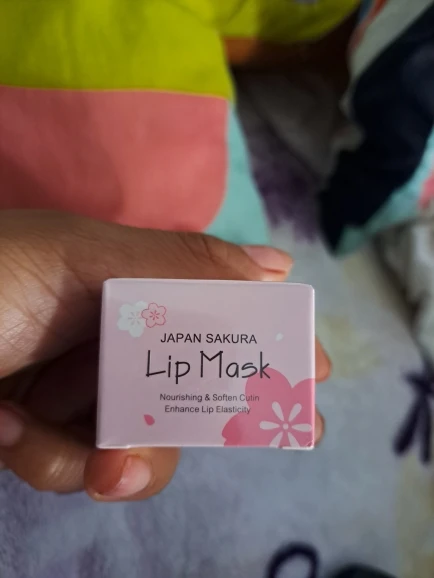 JAPAN SAKURA
Lip Mask
Nourishing & Soften Cutin
Enhance Lip Elasticity